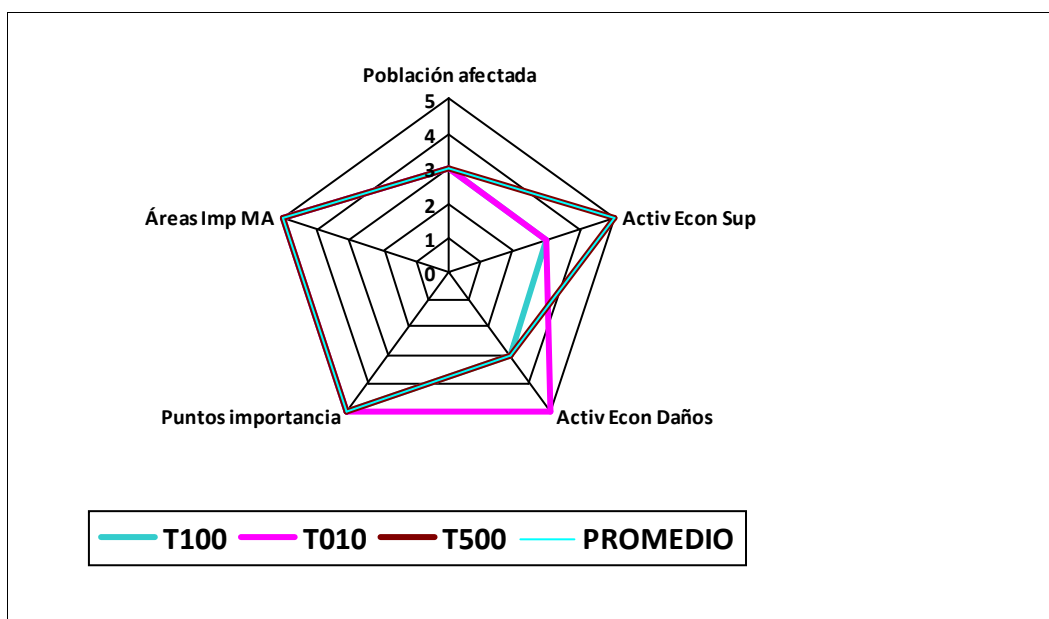 Población afectada
5
4
3
2
1
0
Áreas Imp MA
Activ Econ Sup
Puntos importancia
Activ Econ Daños
T100 T010 T500 PROMEDIO